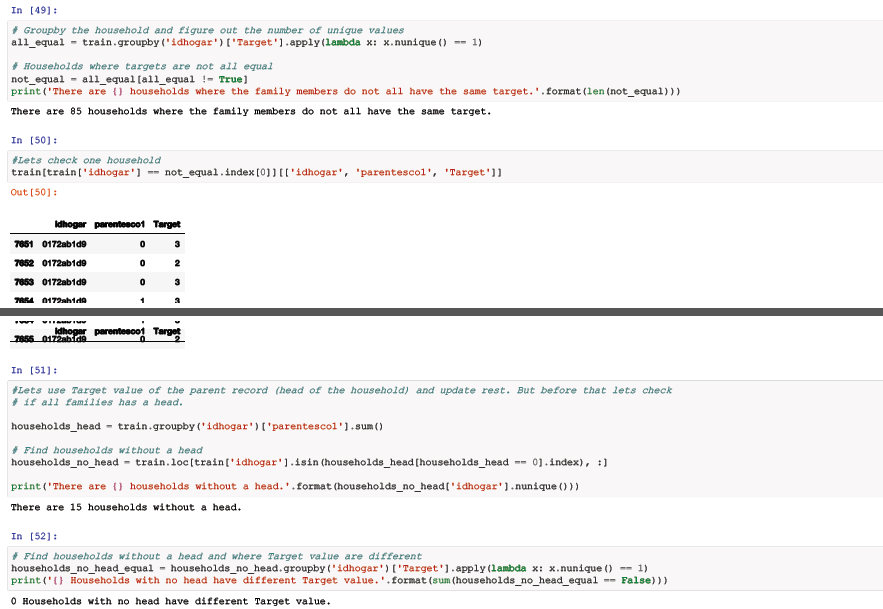 In [49]:
# Groupby the household and figure out the number of unique values
all_equal = train.groupby('idhogar')['Target'].apply(lambda x: x.nunique() == 1)
# Households where targets are not all equal
not_equal = all_equal[all_equal != True]
print('There are {} households where the family members do not all have the same target.'.format(len(not_equal)))
There are 85 households where the family members do not all have the same target.
In [50]:
#Lets check one household
train[train['idhogar'] == not_equal.index[0]][['idhogar', 'parentesco1', 'Target']]
Out[50]:
idhogar parentesco1 Target
7651 0172ab1d9 0 3
7652 0172ab1d9 0 2
7653 0172ab1d9 0 3
7654 0172ab1d9 1 3
idhogar parentesco1 Target
7655 0172ab1d9 0 2
In [51]:
#Lets use Target value of the parent record (head of the household) and update rest. But before that lets check
# if all families has a head.
households_head = train.groupby('idhogar')['parentesco1'].sum()
# Find households without a head
households_no_head = train.loc[train['idhogar'].isin(households_head[households_head == 0].index), :]
print('There are {} households without a head.'.format(households_no_head['idhogar'].nunique()))
There are 15 households without a head.
In [52]:
# Find households without a head and where Target value are different
households_no_head_equal = households_no_head.groupby('idhogar')['Target'].apply(lambda x: x.nunique() == 1)
print('{} Households with no head have different Target value.'.format(sum(households_no_head_equal == False)))
0 Households with no head have different Target value.